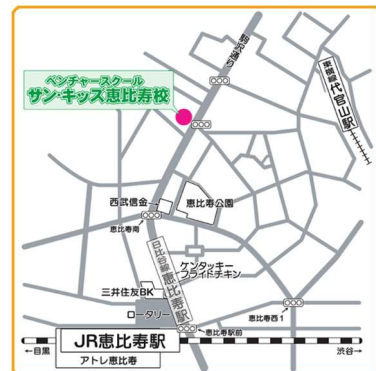 駒沢通り
ベンチャースクール
サン・キッズ恵比寿校
東横線 代官山駅
西武信金
恵比寿公園
恵比寿南
日比谷線 恵比寿駅
ケンタッキー
フライドチキン
三井住友BK
ロータリー
恵比寿西1
恵比寿駅前
JR恵比寿駅
アトレ恵比寿
←目黒
渋谷→